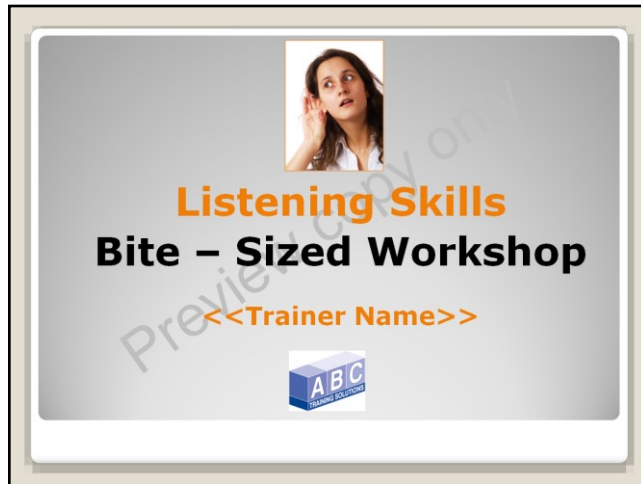 Listening Skills
Bite – Sized Workshop
<<Trainer Name>>
ABC
TRAINING SOLUTIONS
Preview copy only